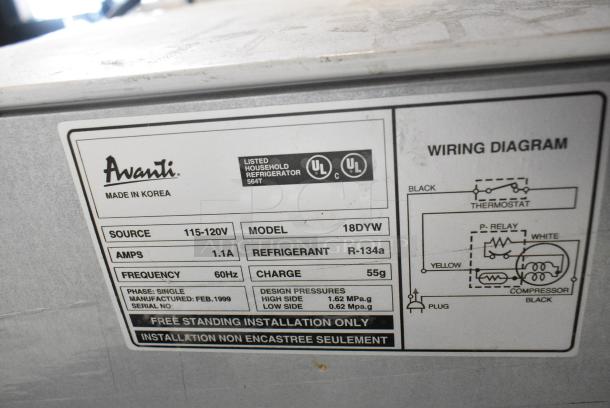 Avanti.
MADE IN KOREA
LISTED
HOUSEHOLD
REFRIGERATOR
564T
UL C UL
SOURCE 115-120V
MODEL 18DYW
AMPS 1.1A
REFRIGERANT R-134a
FREQUENCY 60Hz
CHARGE 55g
PHASE: SINGLE
MANUFACTURED: FEB.1999
SERIAL NO:
DESIGN PRESSURES
HIGH SIDE 1.62 MPa.g
LOW SIDE 0.62 MPa.g
FREE STANDING INSTALLATION ONLY
INSTALLATION NON ENCASTREE SEULEMENT
WIRING DIAGRAM
BLACK
THERMOSTAT
P- RELAY
WHITE
YELLOW
COMPRESSOR
PLUG
BLACK